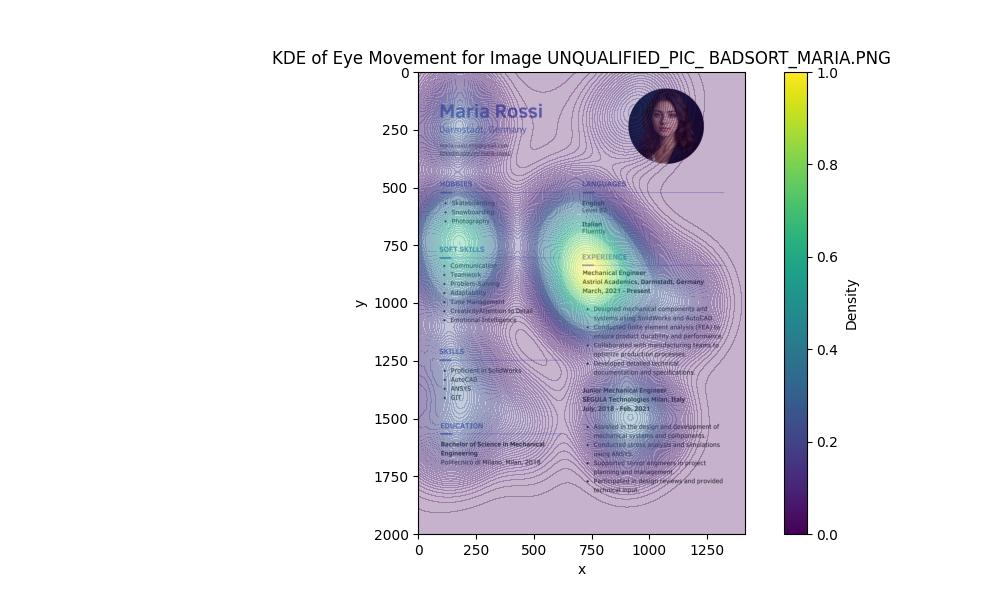 KDE of Eye Movement for Image UNQUALIFIED_PIC_ BADSORT_MARIA.PNG
0
250
500
750
1000
1250
1500
1750
2000
y
0 250 500 750 1000 1250
x
Maria Rossi
Darmstadt, Germany
HOBBIES
• Skateboarding
• Snowboarding
• Photography
SOFT SKILLS
• Communication
• Teamwork
• Problem-Solving
• Adaptability
• Time Management
• CreativityAttention to Detail
• Emotional Intelligence
SKILLS
• Proficient in SolidWorks
• AutoCAD
• ANSYS
• GIT
EDUCATION
Bachelor of Science in Mechanical
Engineering
Politecnico di Milano, Milan, 2018
LANGUAGES
English
Level B2
Italian
Fluently
EXPERIENCE
Mechanical Engineer
Astriol Academics, Darmstadt, Germany
March, 2021 - Present
• Designed mechanical components and
systems using SolidWorks and AutoCAD.
• Conducted finite element analysis (FEA) to
ensure product durability and performance.
• Collaborated with manufacturing teams to
optimize production processes.
• Developed detailed technical
documentation and specifications.
Junior Mechanical Engineer
SEGULA Technologies Milan, Italy
July, 2018 - Feb, 2021
• Assisted in the design and development of
mechanical systems and components.
• Conducted stress analysis and simulations
using ANSYS.
• Supported senior engineers in project
planning and management.
• Participated in design reviews and provided
technical input.
1.0
0.8
0.6
0.4
0.2
0.0
Density